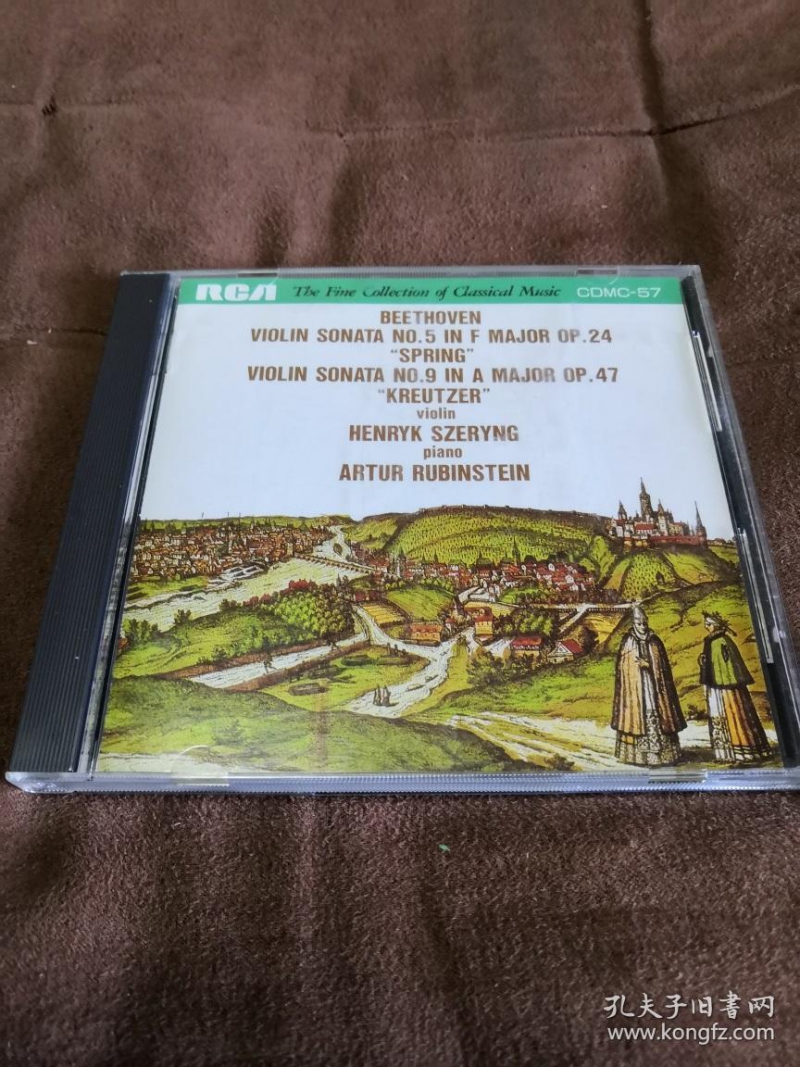 RCA The Fine Collection of Classical Music CDMC-57
BEETHOVEN
VIOLIN SONATA NO.5 IN F MAJOR OP.24
"SPRING"
VIOLIN SONATA NO.9 IN A MAJOR OP.47
"KREUTZER"
violin
HENRYK SZERYNG
piano
ARTUR RUBINSTEIN
孔夫子旧书网
www.kongfz.com